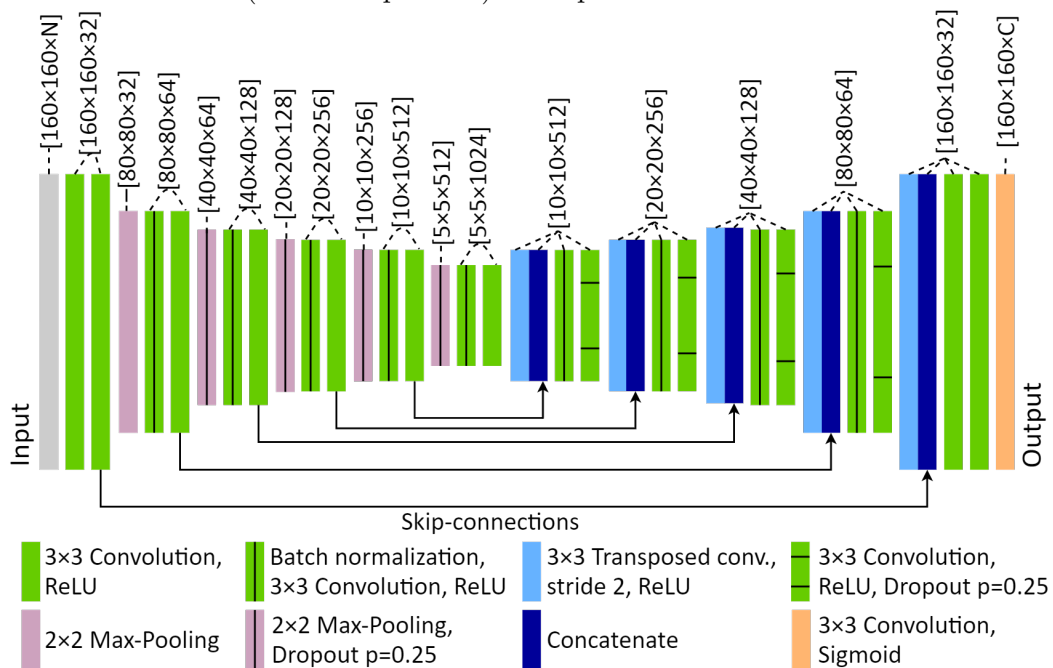 [160×160×N]
[160×160×32]
[80×80×32]
[80×80×64]
[40×40×64]
[40×40×128]
[20×20×128]
[20×20×256]
[10×10×256]
[10×10×512]
[5×5×512]
[5×5×1024]
[10×10×512]
[20×20×256]
[40×40×128]
[80×80×64]
[160×160×32]
[160×160×C]
Input
Output
Skip-connections
3×3 Convolution,
ReLU
Batch normalization,
3×3 Convolution, ReLU
3×3 Transposed conv.,
stride 2, ReLU
3×3 Convolution,
ReLU, Dropout p=0.25
2×2 Max-Pooling
2×2 Max-Pooling,
Dropout p=0.25
Concatenate
3×3 Convolution,
Sigmoid